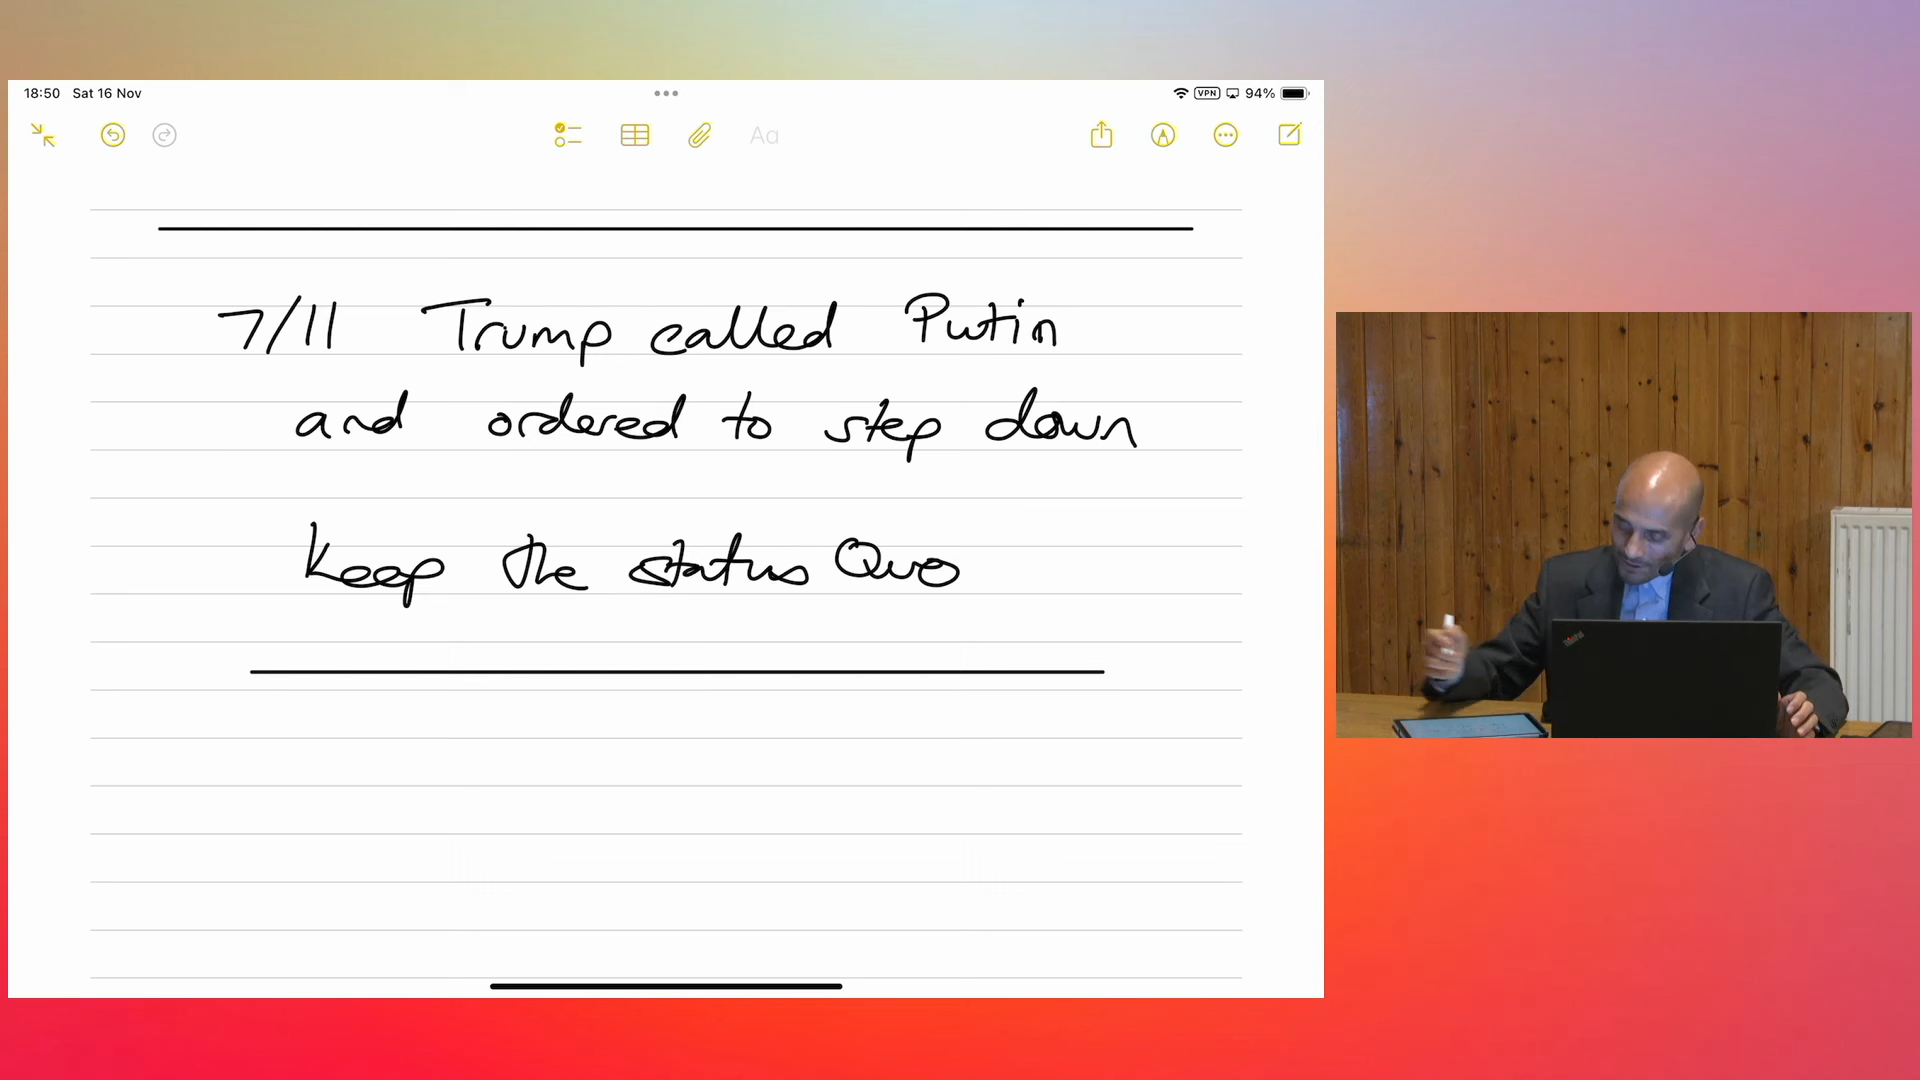 18:50 Sat 16 Nov
VPN 94%
Aa
7/11 Trump called Putin
and ordered to step down
Keep the status Quo
ThinkPad